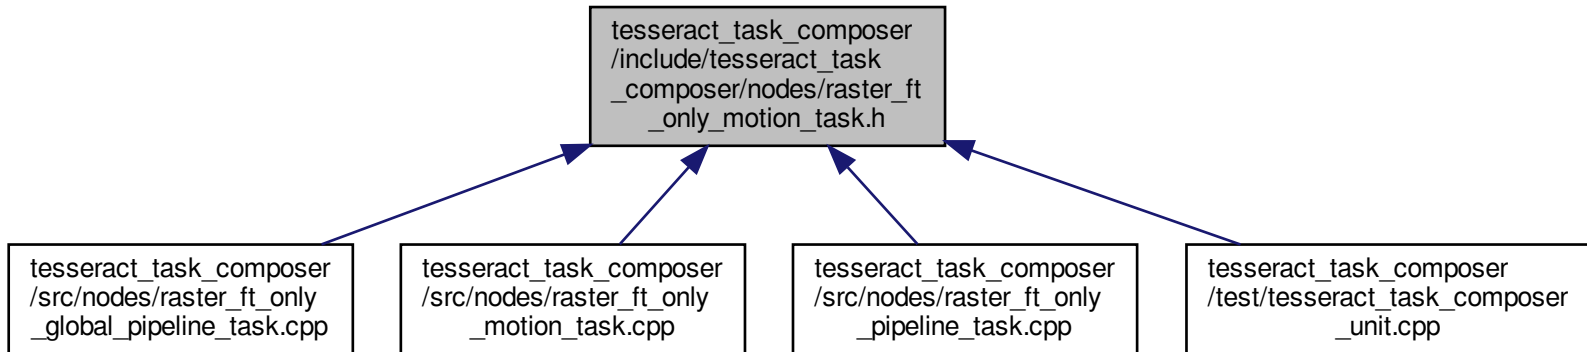 tesseract_task_composer
/include/tesseract_task
_composer/nodes/raster_ft
_only_motion_task.h
tesseract_task_composer
/src/nodes/raster_ft_only
_global_pipeline_task.cpp
tesseract_task_composer
/src/nodes/raster_ft_only
_motion_task.cpp
tesseract_task_composer
/src/nodes/raster_ft_only
_pipeline_task.cpp
tesseract_task_composer
/test/tesseract_task_composer
_unit.cpp